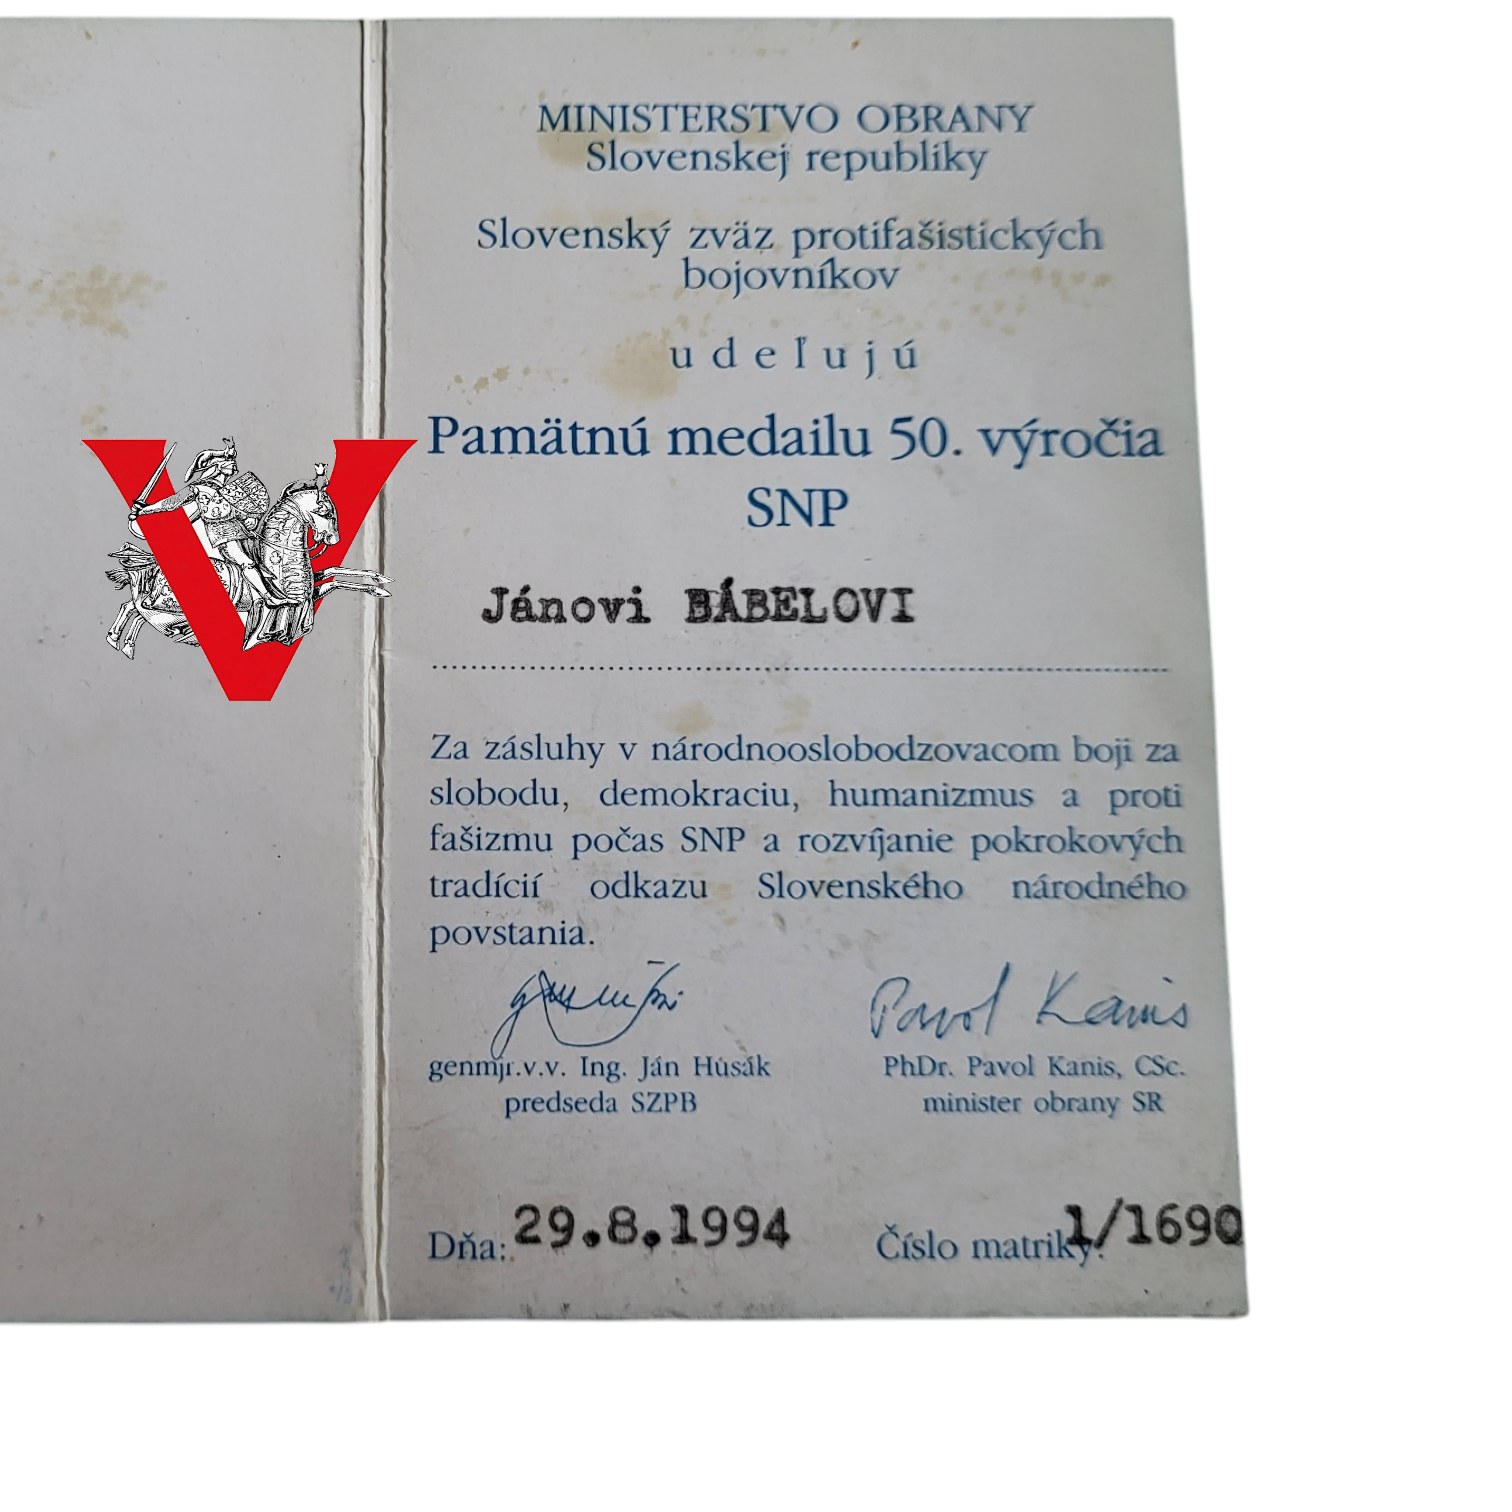 MINISTERSTVO OBRANY
Slovenskej republiky
Slovenský zväz protifašistických
bojovníkov
udeľujú
Pamätnú medailu 50. výročia
SNP
Jánovi BÁBELOVI
Za zásluhy v národnooslobodzovacom boji za
slobodu, demokraciu, humanizmus a proti
fašizmu počas SNP a rozvíjanie pokrokových
tradícií odkazu Slovenského národného
povstania.
Pavol Kanis
genmjr.v.v. Ing. Ján Húsák
PhDr. Pavol Kanis, CSc.
predseda SZPB
minister obrany SR
Dňa: 29.8.1994
Číslo matriky: 1/1690
V